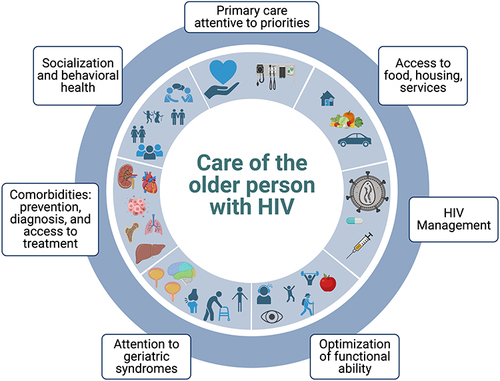 Primary care
attentive to priorities
Socialization
and behavioral
health
Access to
food, housing,
services
Care of the
older person
with HIV
Comorbidities:
prevention,
diagnosis, and
access to
treatment
HIV
Management
Attention to
geriatric
syndromes
Optimization
of functional
ability